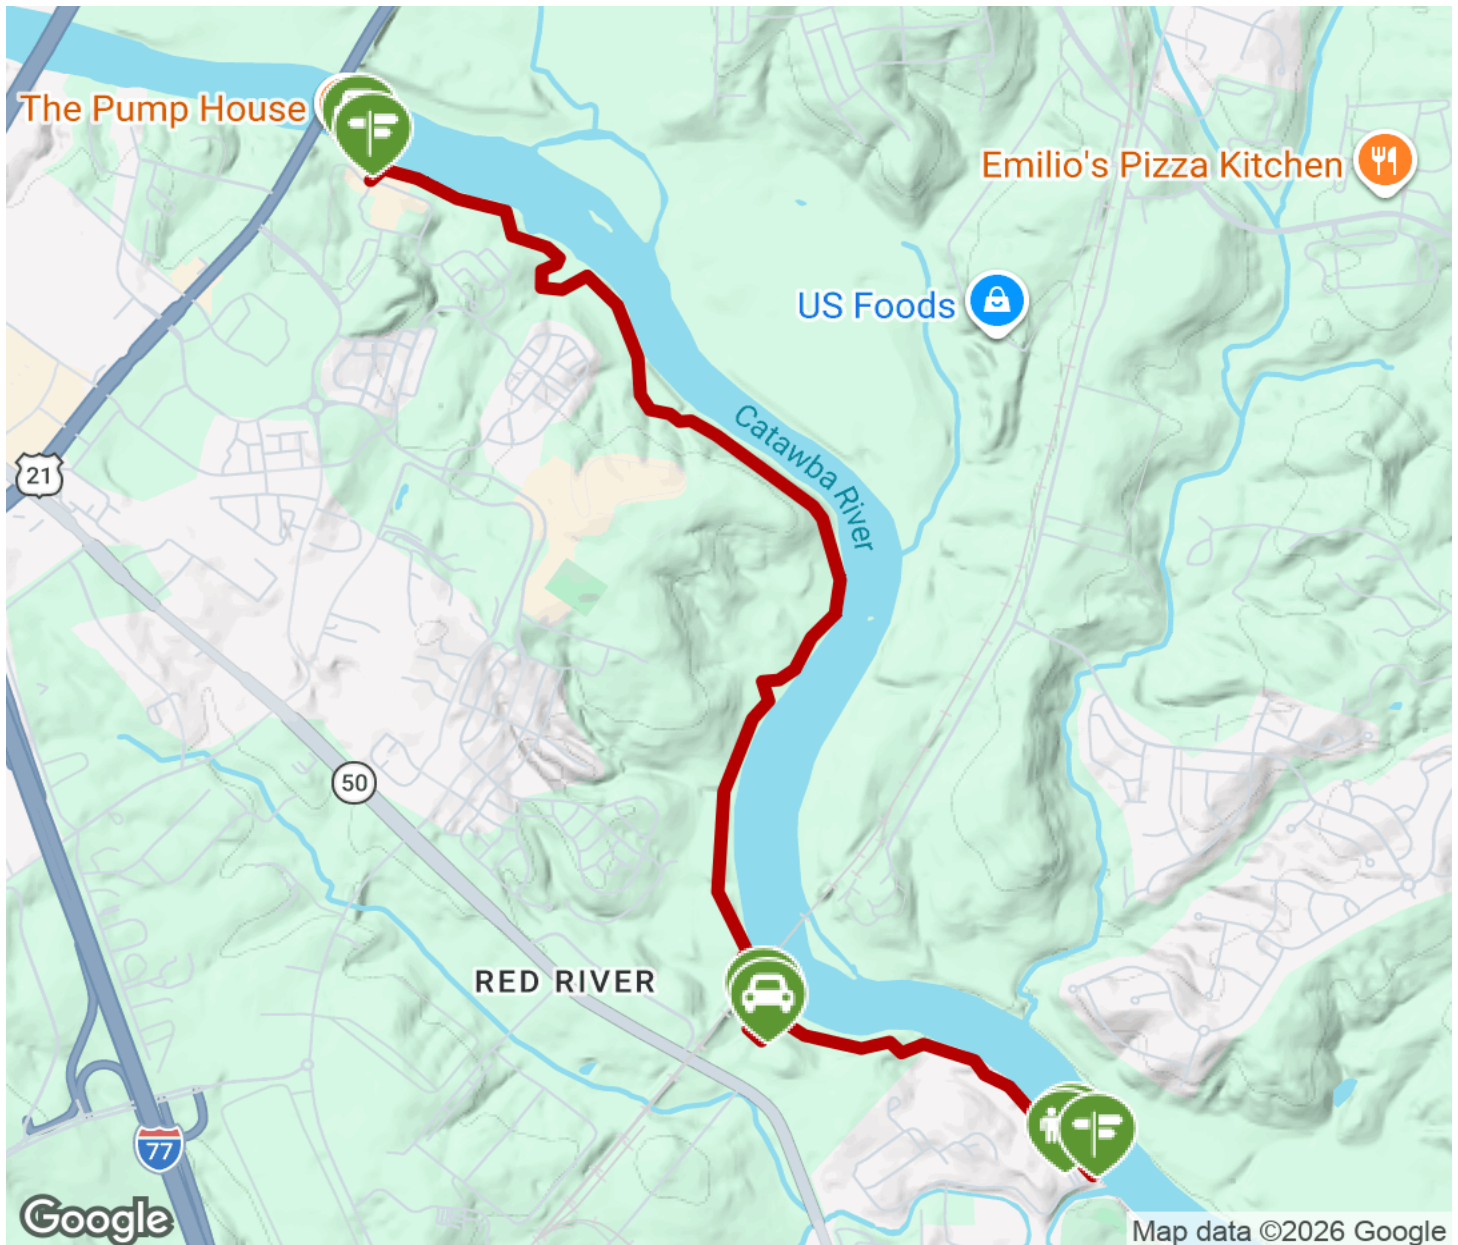 The Pump House
Emilio's Pizza Kitchen
US Foods
Catawba River
21
50
RED RIVER
77
Google
Map data ©2026 Google